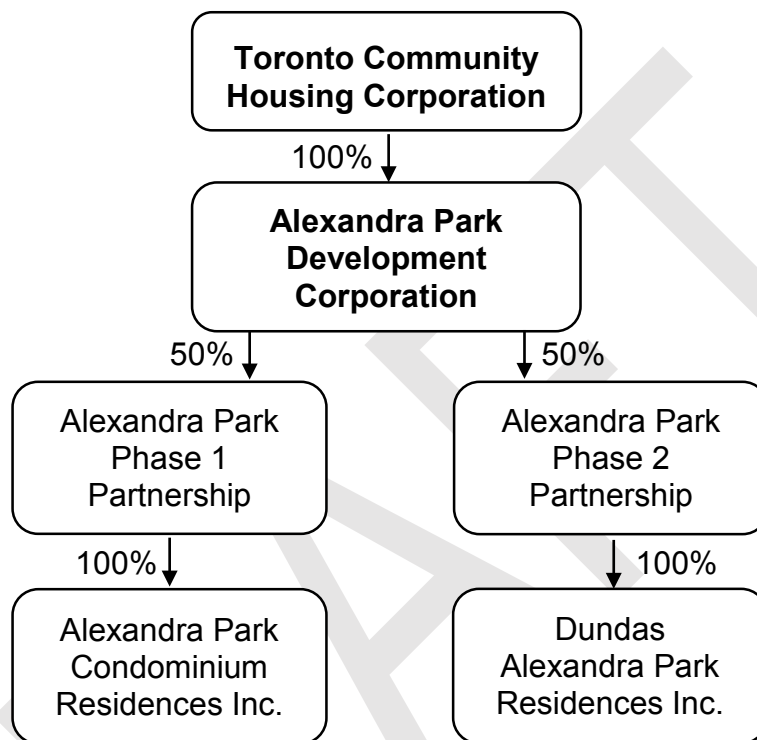 Toronto Community
Housing Corporation
100%
Alexandra Park
Development
Corporation
50%
50%
Alexandra Park
Phase 1
Partnership
Alexandra Park
Phase 2
Partnership
100%
100%
Alexandra Park
Condominium
Residences Inc.
Dundas
Alexandra Park
Residences Inc.